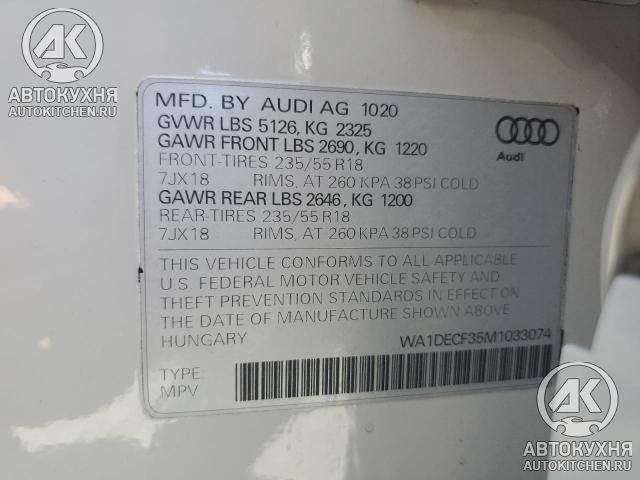 AK
АВТОКУХНЯ
AUTOKITCHEN.RU
MFD. BY AUDI AG 1020
GVWR LBS 5126, KG 2325
GAWR FRONT LBS 2690, KG 1220
FRONT-TIRES 235/55 R18
7JX18 RIMS, AT 260 KPA 38 PSI COLD
GAWR REAR LBS 2646, KG 1200
REAR-TIRES 235/55 R18
7JX18 RIMS, AT 260 KPA 38 PSI COLD
Audi
THIS VEHICLE CONFORMS TO ALL APPLICABLE
U.S. FEDERAL MOTOR VEHICLE SAFETY AND
THEFT PREVENTION STANDARDS IN EFFECT ON
THE DATE OF MANUFACTURE SHOWN ABOVE
HUNGARY WA1DECF35M1033074
TYPE
MPV
AK
АВТОКУХНЯ
AUTOKITCHEN.RU